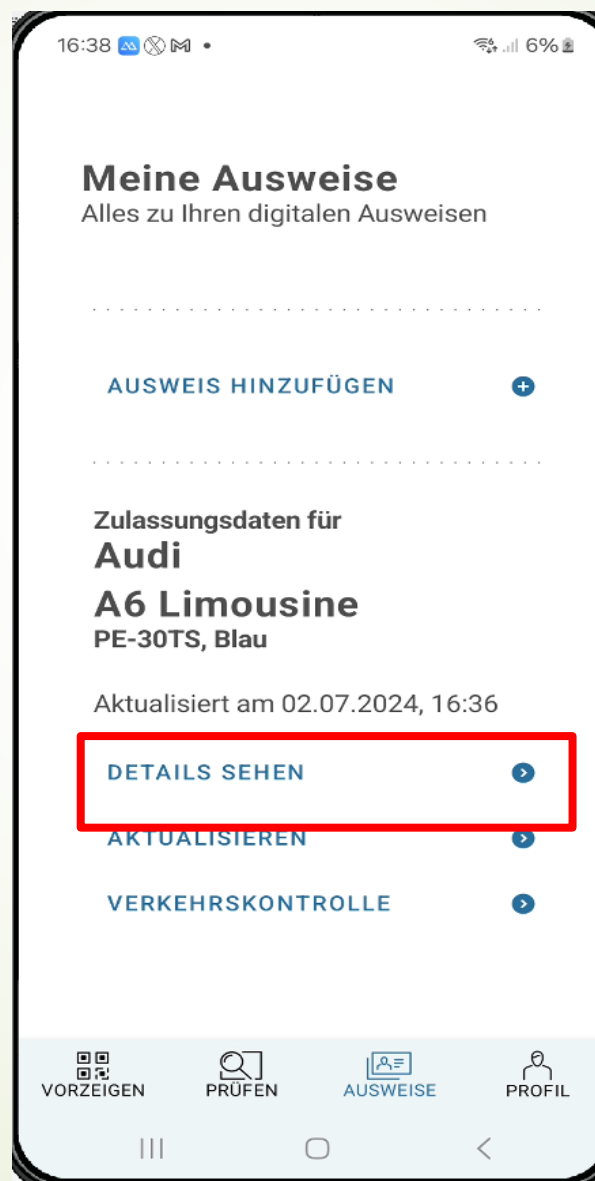 16:38
6%
Meine Ausweise
Alles zu Ihren digitalen Ausweisen
AUSWEIS HINZUFÜGEN
Zulassungsdaten für
Audi
A6 Limousine
PE-30TS, Blau
Aktualisiert am 02.07.2024, 16:36
DETAILS SEHEN
AKTUALISIEREN
VERKEHRSKONTROLLE
VORZEIGEN PRÜFEN AUSWEISE PROFIL